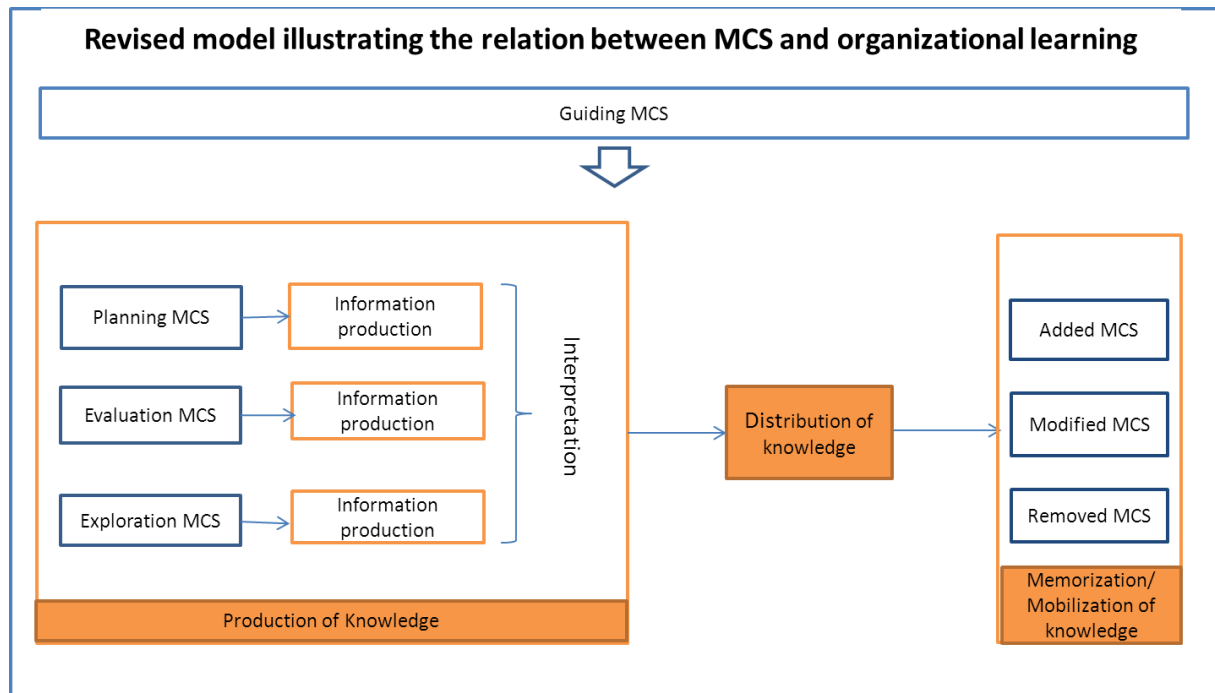 Revised model illustrating the relation between MCS and organizational learning
Guiding MCS
Planning MCS
Information
production
Evaluation MCS
Information
production
Exploration MCS
Information
production
Interpretation
Production of Knowledge
Distribution of
knowledge
Added MCS
Modified MCS
Removed MCS
Memorization/
Mobilization of
knowledge